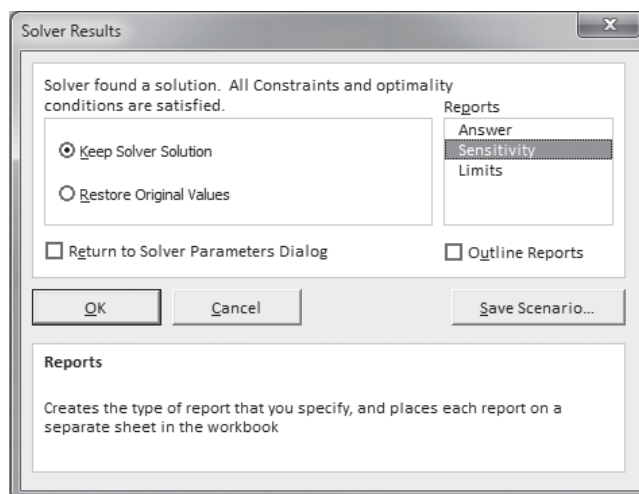 Solver Results
Solver found a solution. All Constraints and optimality
conditions are satisfied.
Reports
Keep Solver Solution
Restore Original Values
Answer
Sensitivity
Limits
Return to Solver Parameters Dialog
Outline Reports
OK
Cancel
Save Scenario...
Reports
Creates the type of report that you specify, and places each report on a
separate sheet in the workbook